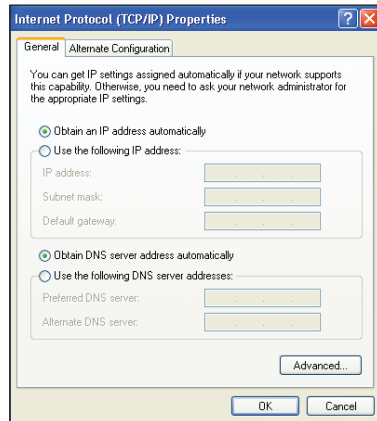 Internet Protocol (TCP/IP) Properties
General
Alternate Configuration
You can get IP settings assigned automatically if your network supports
this capability. Otherwise, you need to ask your network administrator for
the appropriate IP settings.
Obtain an IP address automatically
Use the following IP address:
IP address:
Subnet mask:
Default gateway:
Obtain DNS server address automatically
Use the following DNS server addresses:
Preferred DNS server:
Alternate DNS server:
Advanced...
OK
Cancel